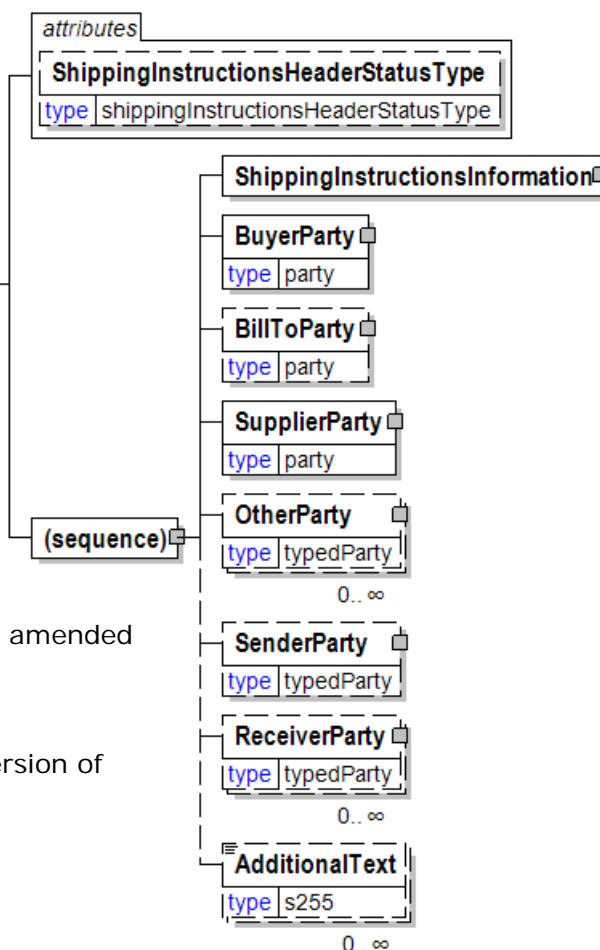 attributes
ShippingInstructionsHeaderStatusType
type shippingInstructionsHeaderStatusType
ShippingInstructionsInformation
BuyerParty
type party
BillToParty
type party
SupplierParty
type party
OtherParty
type typedParty
0.. ∞
(sequence)
amended
SenderParty
type typedParty
ersion of
ReceiverParty
type typedParty
0.. ∞
AdditionalText
type s255
0.. ∞